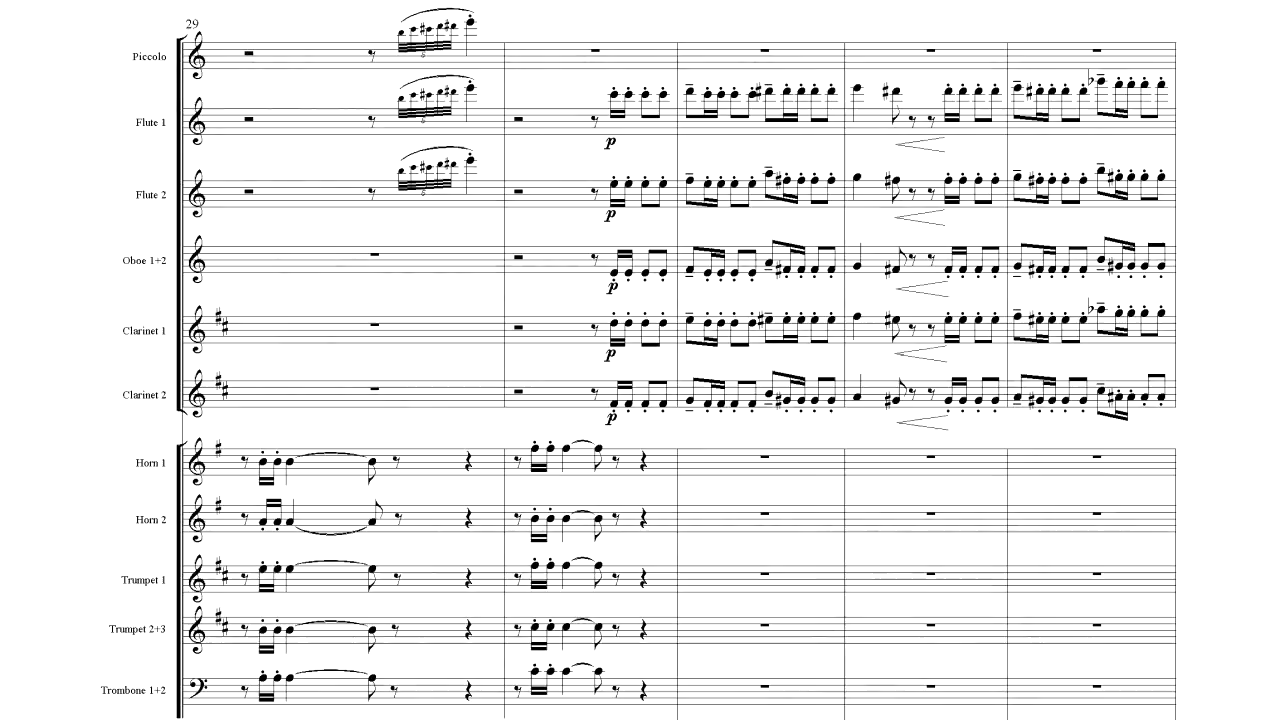 29
Piccolo
Flute 1
p
Flute 2
p
Oboe 1+2
p
Clarinet 1
p
Clarinet 2
p
Horn 1
Horn 2
Trumpet 1
Trumpet 2+3
Trombone 1+2